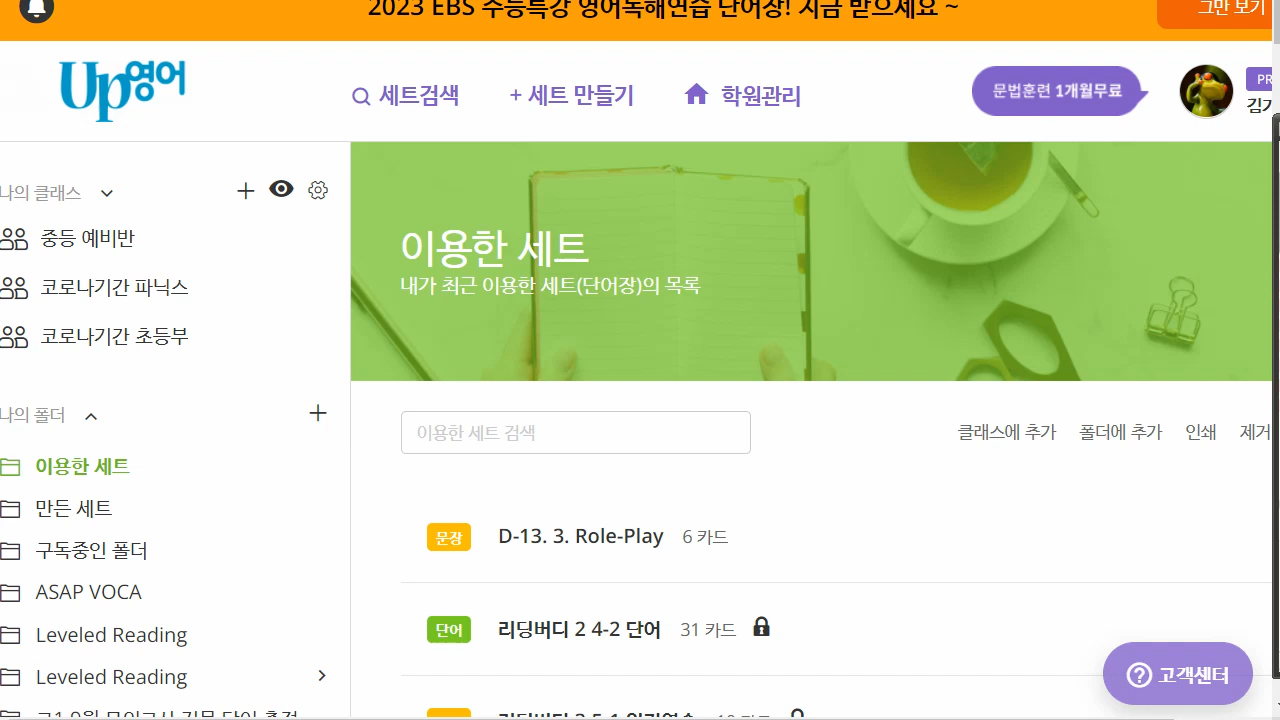 2023 EBS 수능특강 영어독해연습 단어장! 지금 받으세요 ~
그만 보기
Up영어
세트검색
+ 세트 만들기
학원관리
문법훈련 1개월무료
나의 클래스
중등 예비반
코로나기간 파닉스
코로나기간 초등부
나의 폴더
이용한 세트
만든 세트
구독중인 폴더
ASAP VOCA
Leveled Reading
Leveled Reading
이용한 세트
내가 최근 이용한 세트(단어장)의 목록
이용한 세트 검색
클래스에 추가
폴더에 추가
인쇄
제거
문장 D-13. 3. Role-Play 6 카드
단어 리딩버디 2 4-2 단어 31 카드
고객센터